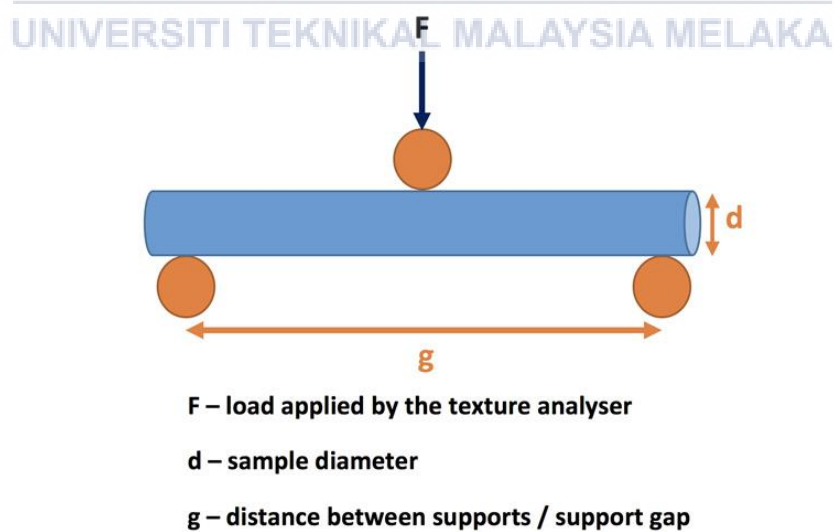 UNIVERSITI TEKNIKAL MALAYSIA MELAKA
F
d
g
F – load applied by the texture analyser
d – sample diameter
g – distance between supports / support gap